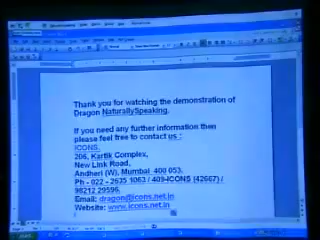 Thank you for watching the demonstration of
Dragon NaturallySpeaking.
If you need any further information then
please feel free to contact us :
ICONS,
206, Kartik Complex,
New Link Road,
Andheri (W), Mumbai 400 053.
Ph - 022 - 2635 1063 / 409-ICONS (42667) /
98212 29596.
Email: dragon@icons.net.in
Website: www.icons.net.in